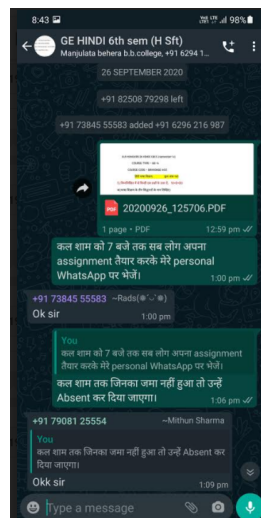 8:43
98%
GE HINDI 6th sem (H Sft)
Manjulata behera b.b.college, +91 6294 1...
26 SEPTEMBER 2020
+91 82508 79298 left
+91 73845 55583 added +91 6296 216 987
PDF
20200926_125706.PDF
1 page • PDF
12:59 pm
कल शाम को 7 बजे तक सब लोग अपना
assignment तैयार करके मेरे personal
WhatsApp पर भेजें।
1:00 pm
+91 73845 55583
Ok sir
1:00 pm
You
कल शाम को 7 बजे तक सब लोग अपना assignment
तैयार करके मेरे personal WhatsApp पर भेजें।
कल शाम तक जिनका जमा नहीं हुआ तो उन्हें
Absent कर दिया जाएगा।
1:06 pm
+91 79081 25554
~Mithun Sharma
You
कल शाम तक जिनका जमा नहीं हुआ तो उन्हें Absent कर
दिया जाएगा।
Okk sir
1:09 pm
Type a message